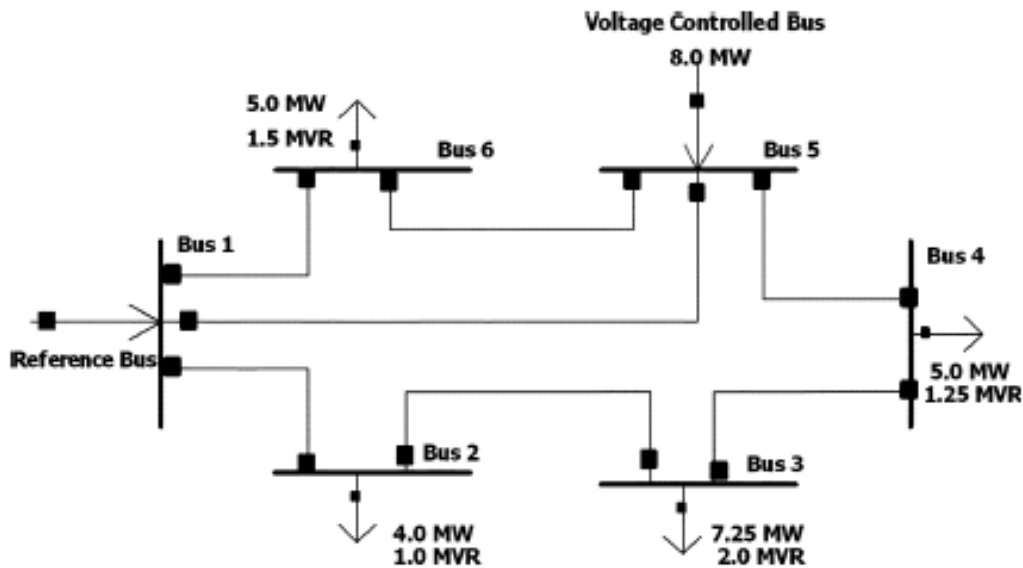 Voltage Controlled Bus
8.0 MW
5.0 MW
1.5 MVR
Bus 6
Bus 5
Bus 1
Bus 4
Reference Bus
5.0 MW
1.25 MVR
Bus 2
Bus 3
4.0 MW
1.0 MVR
7.25 MW
2.0 MVR